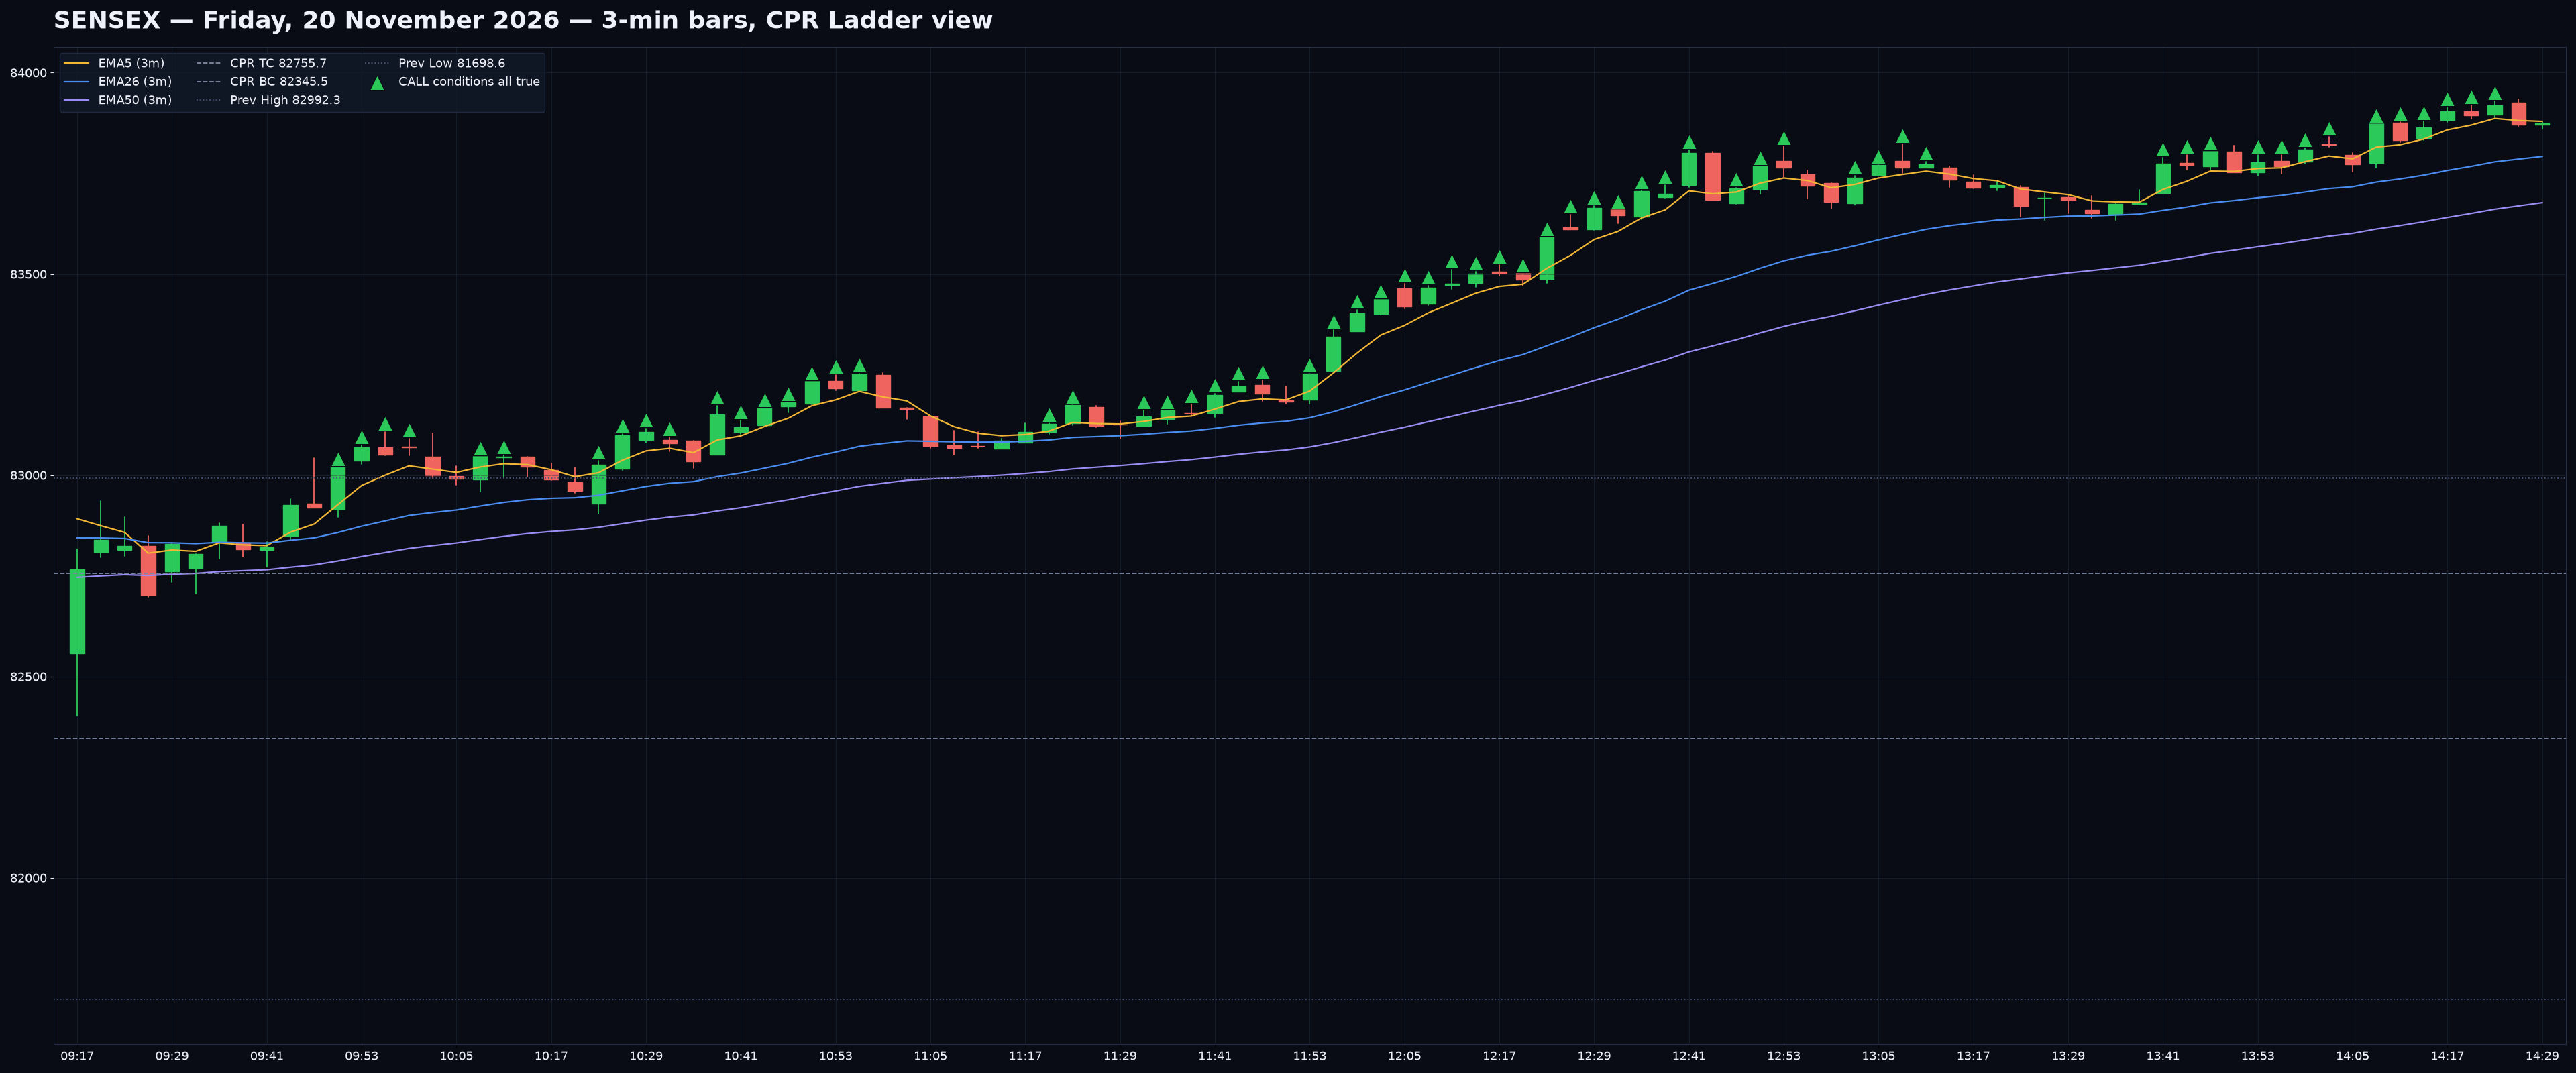 SENSEX — Friday, 20 November 2026 — 3-min bars, CPR Ladder view
EMA5 (3m)
EMA26 (3m)
EMA50 (3m)
CPR TC 82755.7
CPR BC 82345.5
Prev High 82992.3
Prev Low 81698.6
CALL conditions all true
84000
83500
83000
82500
82000
09:17 09:29 09:41 09:53 10:05 10:17 10:29 10:41 10:53 11:05 11:17 11:29 11:41 11:53 12:05 12:17 12:29 12:41 12:53 13:05 13:17 13:29 13:41 13:53 14:05 14:17 14:29